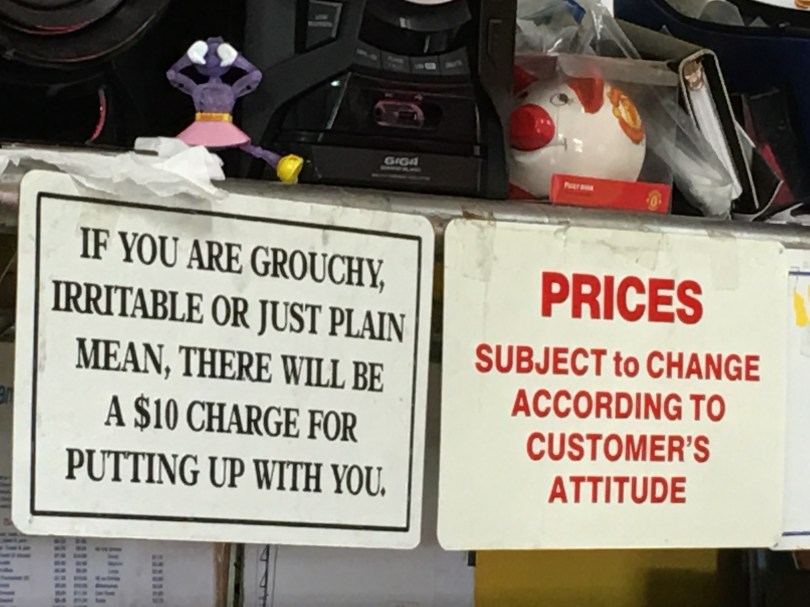 GiGA
IF YOU ARE GROUCHY,
IRRITABLE OR JUST PLAIN
MEAN, THERE WILL BE
A $10 CHARGE FOR
PUTTING UP WITH YOU.
PRICES
SUBJECT to CHANGE
ACCORDING TO
CUSTOMER'S
ATTITUDE